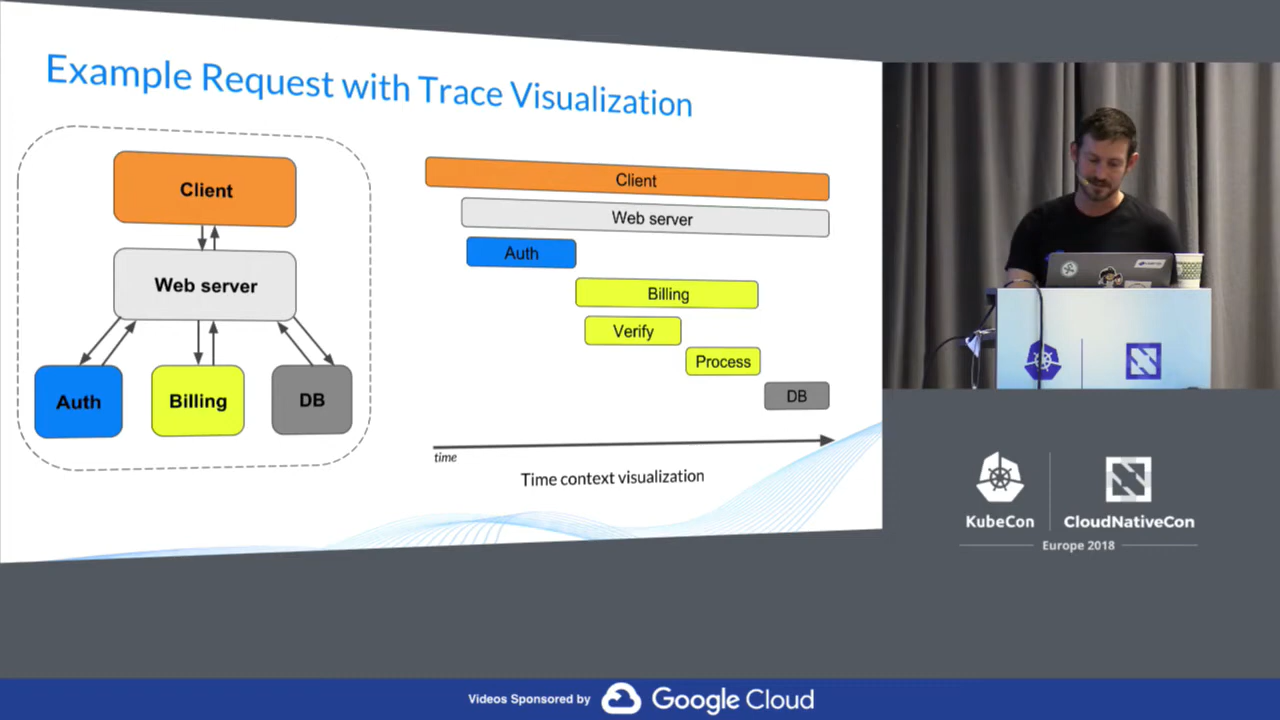 Example Request with Trace Visualization
Client
Web server
Auth
Billing
DB
Client
Web server
Auth
Billing
Verify
Process
DB
time
Time context visualization
KubeCon
CloudNativeCon
Europe 2018
Videos Sponsored by
Google Cloud